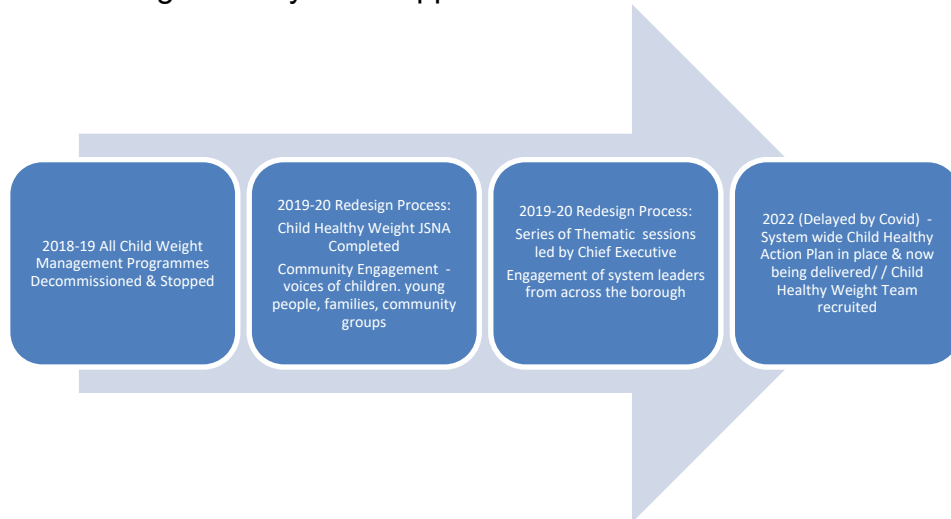 2018-19 All Child Weight
Management Programmes
Decommissioned & Stopped
2019-20 Redesign Process:
Child Healthy Weight JSNA
Completed
Community Engagement -
voices of children. young
people, families, community
groups
2019-20 Redesign Process:
Series of Thematic sessions
led by Chief Executive
Engagement of system leaders
from across the borough
2022 (Delayed by Covid) -
System wide Child Healthy
Action Plan in place & now
being delivered/ / Child
Healthy Weight Team
recruited